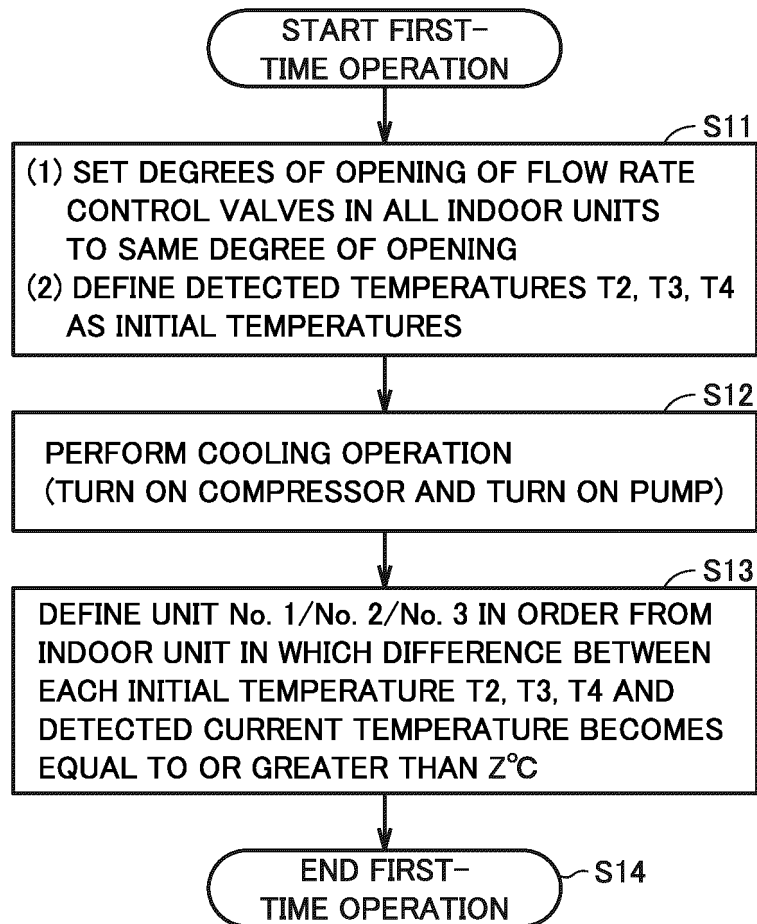 START FIRST-
TIME OPERATION
S11
(1) SET DEGREES OF OPENING OF FLOW RATE
CONTROL VALVES IN ALL INDOOR UNITS
TO SAME DEGREE OF OPENING
(2) DEFINE DETECTED TEMPERATURES T2, T3, T4
AS INITIAL TEMPERATURES
S12
PERFORM COOLING OPERATION
(TURN ON COMPRESSOR AND TURN ON PUMP)
S13
DEFINE UNIT No. 1/No. 2/No. 3 IN ORDER FROM
INDOOR UNIT IN WHICH DIFFERENCE BETWEEN
EACH INITIAL TEMPERATURE T2, T3, T4 AND
DETECTED CURRENT TEMPERATURE BECOMES
EQUAL TO OR GREATER THAN Z°C
END FIRST-
TIME OPERATION
S14